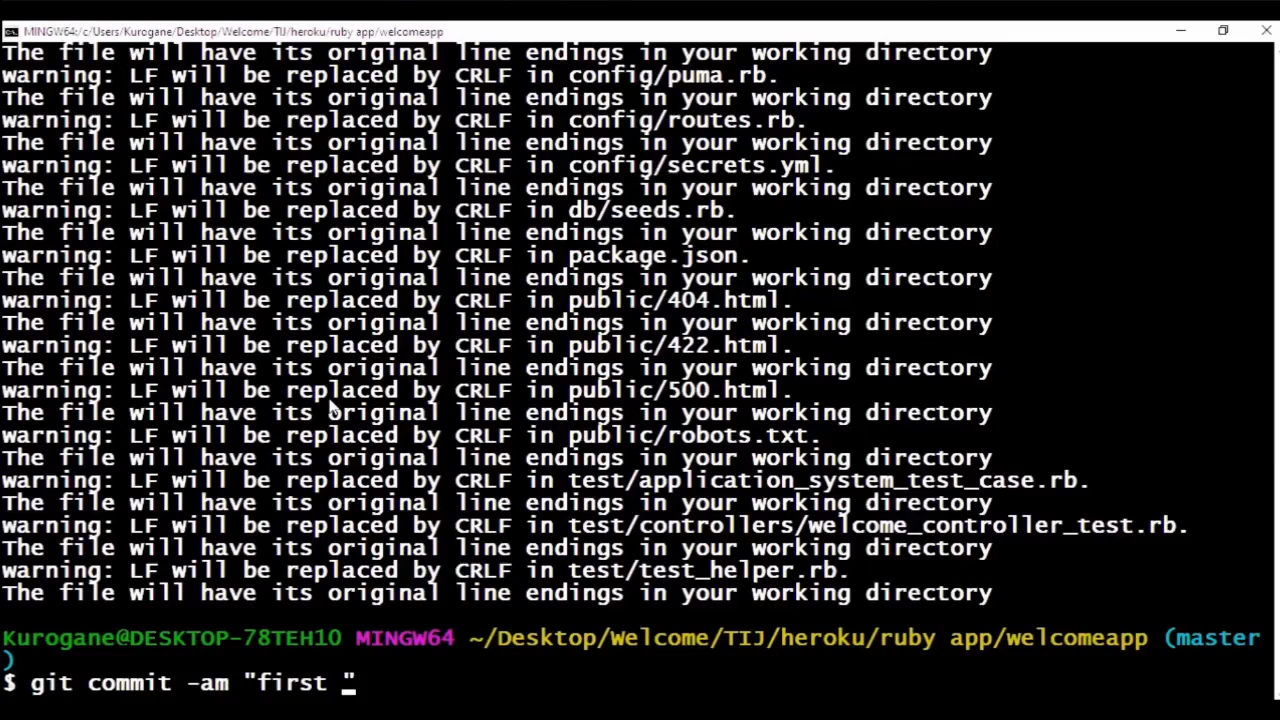 MINGW64:/c/Users/Kurogane/Desktop/Welcome/TIJ/heroku/ruby app/welcomeapp
The file will have its original line endings in your working directory
warning: LF will be replaced by CRLF in config/puma.rb.
The file will have its original line endings in your working directory
warning: LF will be replaced by CRLF in config/routes.rb.
The file will have its original line endings in your working directory
warning: LF will be replaced by CRLF in config/secrets.yml.
The file will have its original line endings in your working directory
warning: LF will be replaced by CRLF in db/seeds.rb.
The file will have its original line endings in your working directory
warning: LF will be replaced by CRLF in package.json.
The file will have its original line endings in your working directory
warning: LF will be replaced by CRLF in public/404.html.
The file will have its original line endings in your working directory
warning: LF will be replaced by CRLF in public/422.html.
The file will have its original line endings in your working directory
warning: LF will be replaced by CRLF in public/500.html.
The file will have its original line endings in your working directory
warning: LF will be replaced by CRLF in public/robots.txt.
The file will have its original line endings in your working directory
warning: LF will be replaced by CRLF in test/application_system_test_case.rb.
The file will have its original line endings in your working directory
warning: LF will be replaced by CRLF in test/controllers/welcome_controller_test.rb.
The file will have its original line endings in your working directory
warning: LF will be replaced by CRLF in test/test_helper.rb.
The file will have its original line endings in your working directory
Kurogane@DESKTOP-78TEH1O MINGW64 ~/Desktop/Welcome/TIJ/heroku/ruby app/welcomeapp (master
)
$ git commit -am "first "